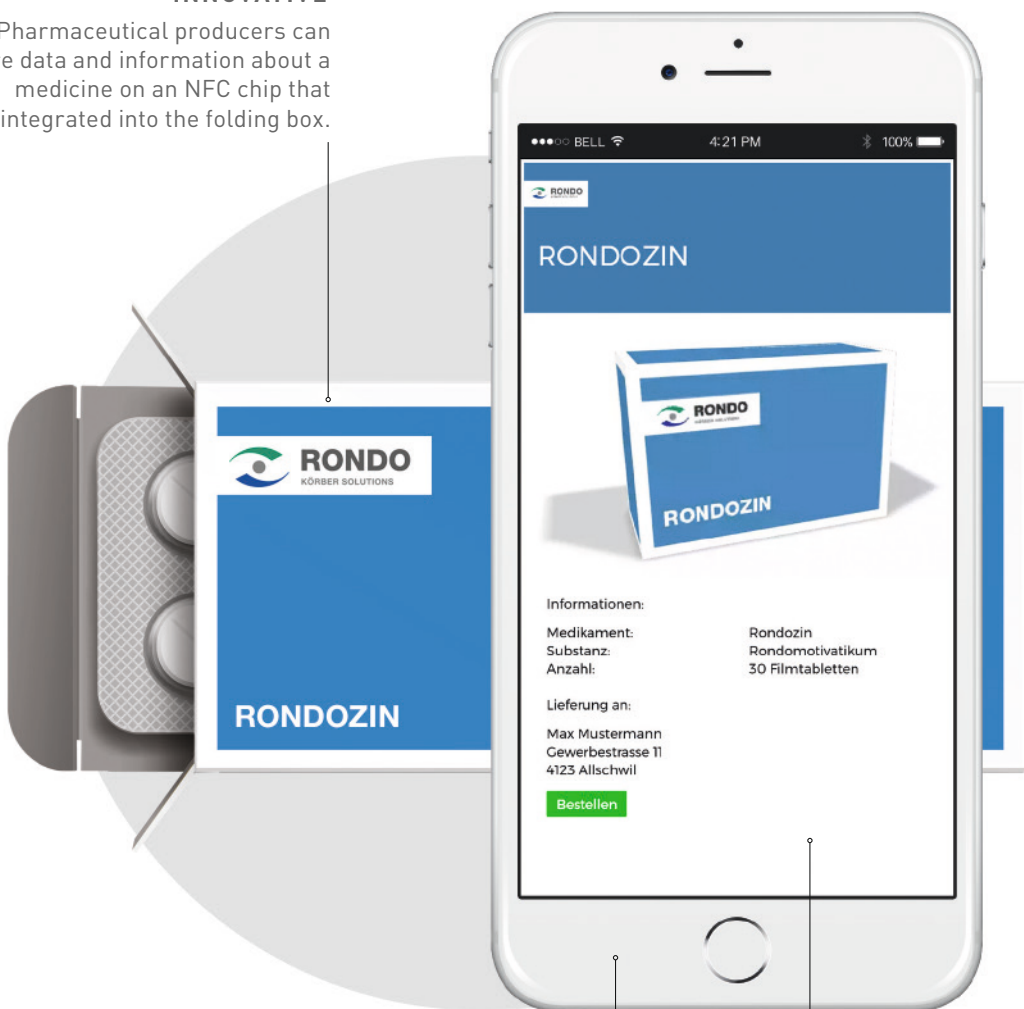 Pharmaceutical producers can
e data and information about a
medicine on an NFC chip that
integrated into the folding box.
BELL 4:21 PM 100%
RONDO
RONDOZIN
RONDO
KÖRBER SOLUTIONS
RONDOZIN
RONDO
KÖRBER SOLUTIONS
RONDOZIN
Informationen:
Medikament: Rondozin
Substanz: Rondomotivatikum
Anzahl: 30 Filmtabletten
Lieferung an:
Max Mustermann
Gewerbestrasse 11
4123 Allschwil
Bestellen